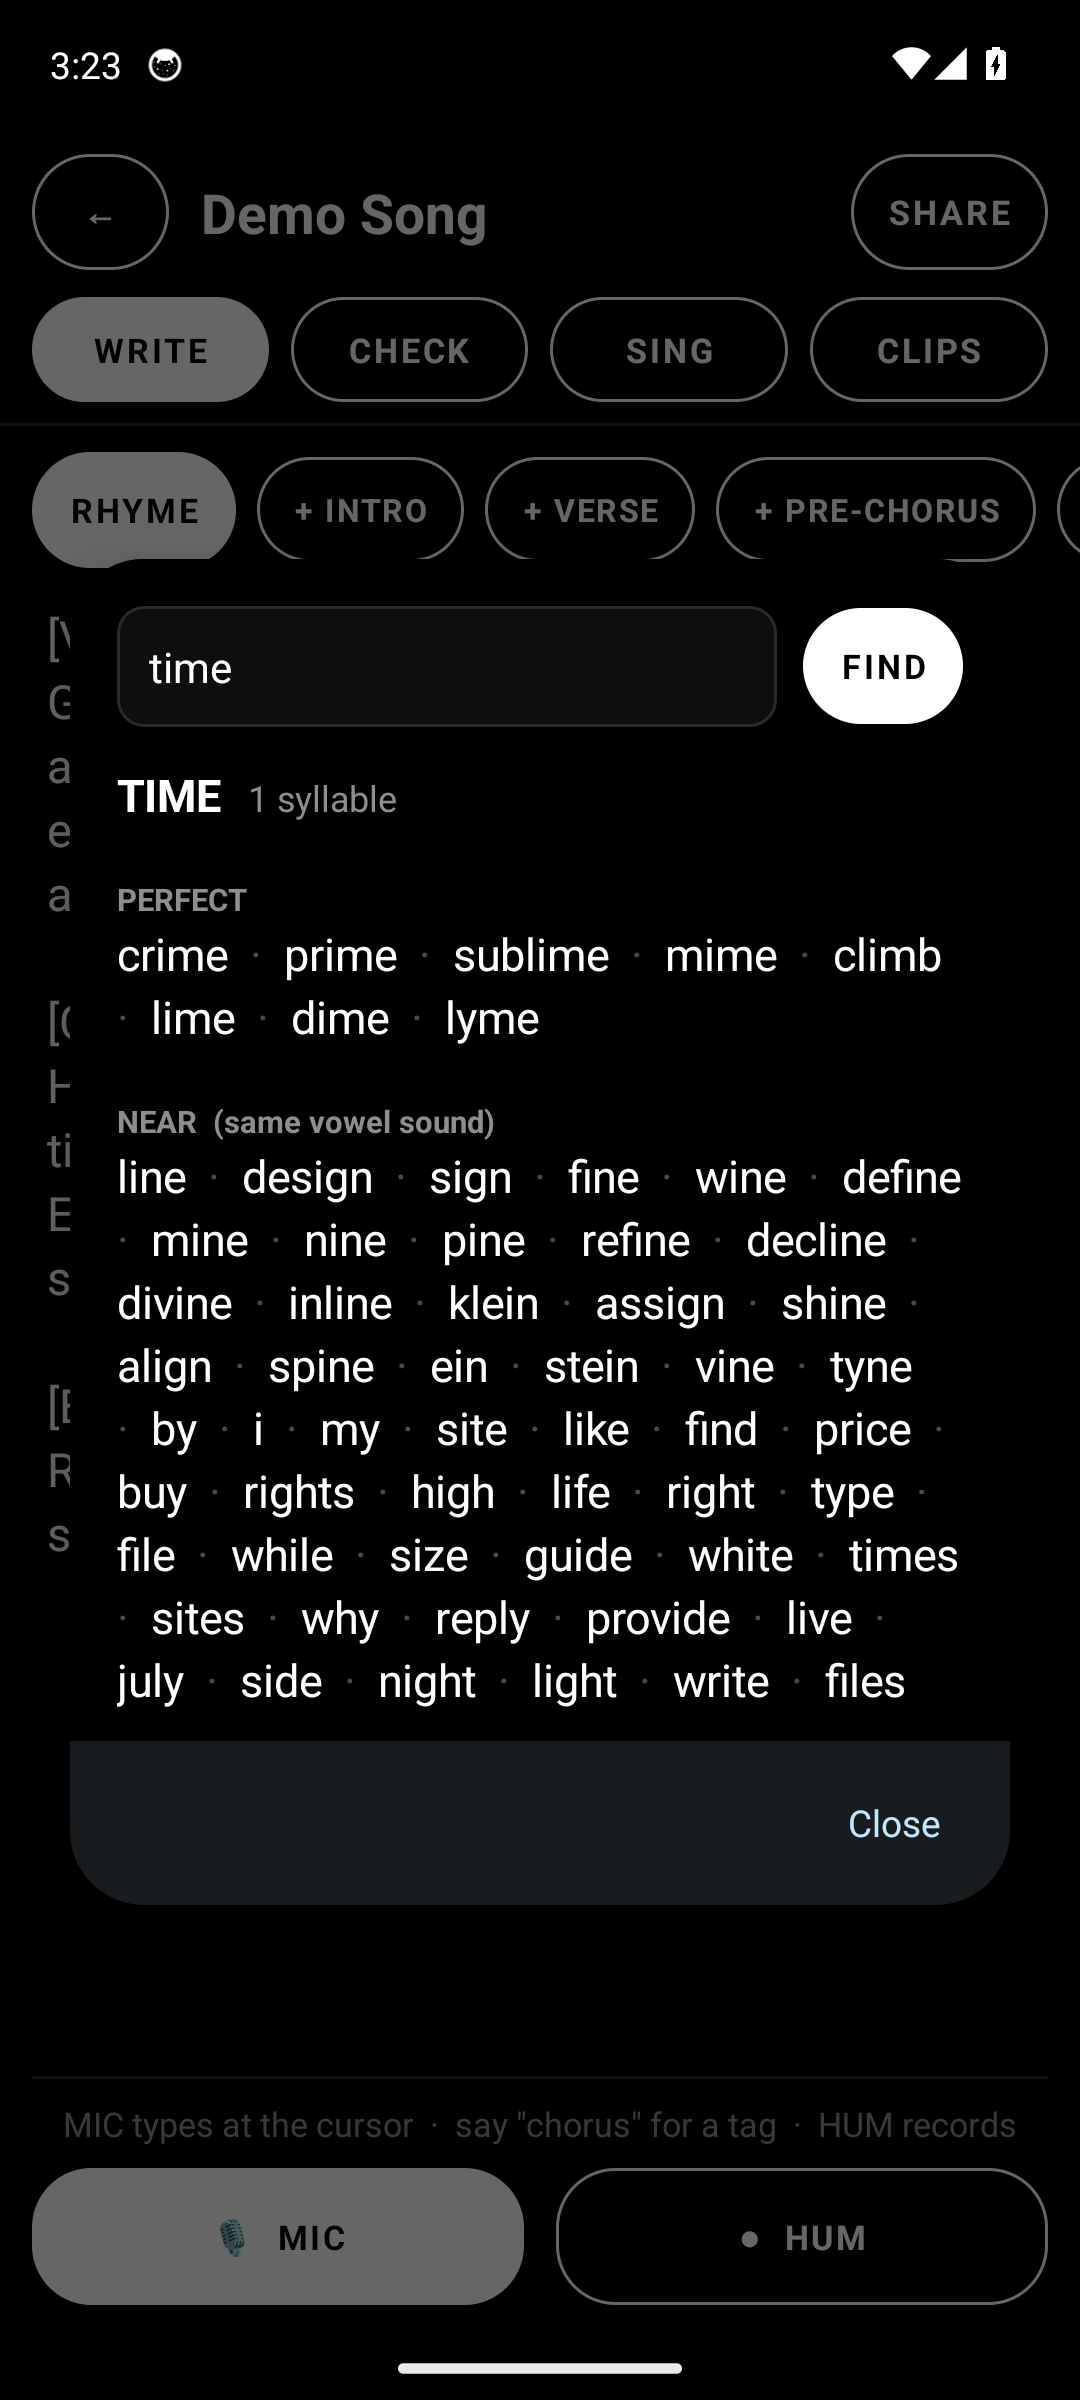 3:23
← Demo Song SHARE
WRITE CHECK SING CLIPS
RHYME + INTRO + VERSE + PRE-CHORUS
time FIND
TIME 1 syllable
PERFECT
crime · prime · sublime · mime · climb
· lime · dime · lyme
NEAR (same vowel sound)
line · design · sign · fine · wine · define
· mine · nine · pine · refine · decline ·
divine · inline · klein · assign · shine ·
align · spine · ein · stein · vine · tyne
· by · i · my · site · like · find · price ·
buy · rights · high · life · right · type ·
file · while · size · guide · white · times
· sites · why · reply · provide · live ·
july · side · night · light · write · files
Close
MIC types at the cursor · say "chorus" for a tag · HUM records
MIC ● HUM